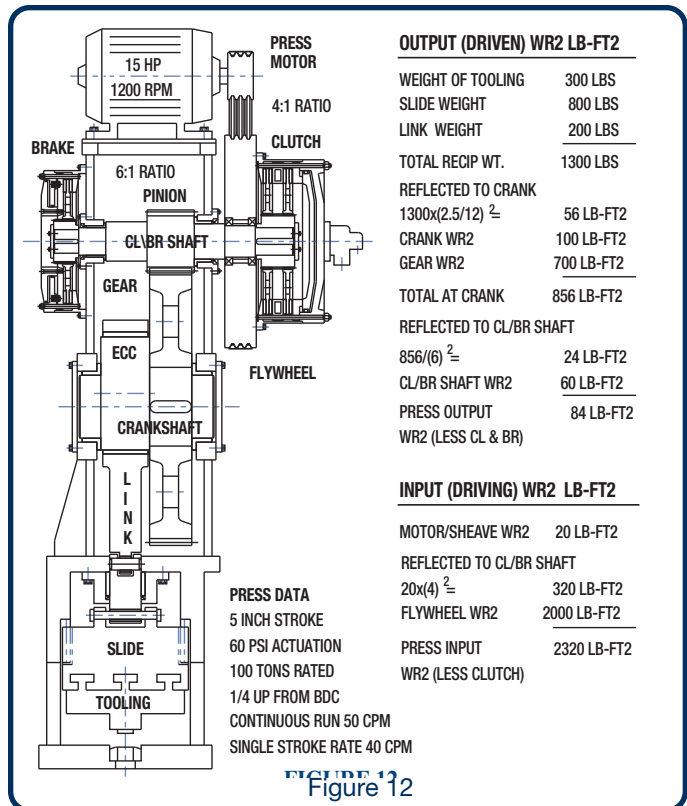 PRESS
MOTOR
15 HP
1200 RPM
4:1 RATIO
BRAKE
CLUTCH
6:1 RATIO
PINION
CL\BR SHAFT
GEAR
ECC
FLYWHEEL
CRANKSHAFT
L
I
N
K
SLIDE
TOOLING
PRESS DATA
5 INCH STROKE
60 PSI ACTUATION
100 TONS RATED
1/4 UP FROM BDC
CONTINUOUS RUN 50 CPM
SINGLE STROKE RATE 40 CPM
OUTPUT (DRIVEN) WR2 LB-FT2
WEIGHT OF TOOLING 300 LBS
SLIDE WEIGHT 800 LBS
LINK WEIGHT 200 LBS
TOTAL RECIP WT. 1300 LBS
REFLECTED TO CRANK
1300x(2.5/12) 2= 56 LB-FT2
CRANK WR2 100 LB-FT2
GEAR WR2 700 LB-FT2
TOTAL AT CRANK 856 LB-FT2
REFLECTED TO CL/BR SHAFT
856/(6) 2= 24 LB-FT2
CL/BR SHAFT WR2 60 LB-FT2
PRESS OUTPUT 84 LB-FT2
WR2 (LESS CL & BR)
INPUT (DRIVING) WR2 LB-FT2
MOTOR/SHEAVE WR2 20 LB-FT2
REFLECTED TO CL/BR SHAFT
20x(4) 2= 320 LB-FT2
FLYWHEEL WR2 2000 LB-FT2
PRESS INPUT 2320 LB-FT2
WR2 (LESS CLUTCH)
FIGURE 12
Figure 12